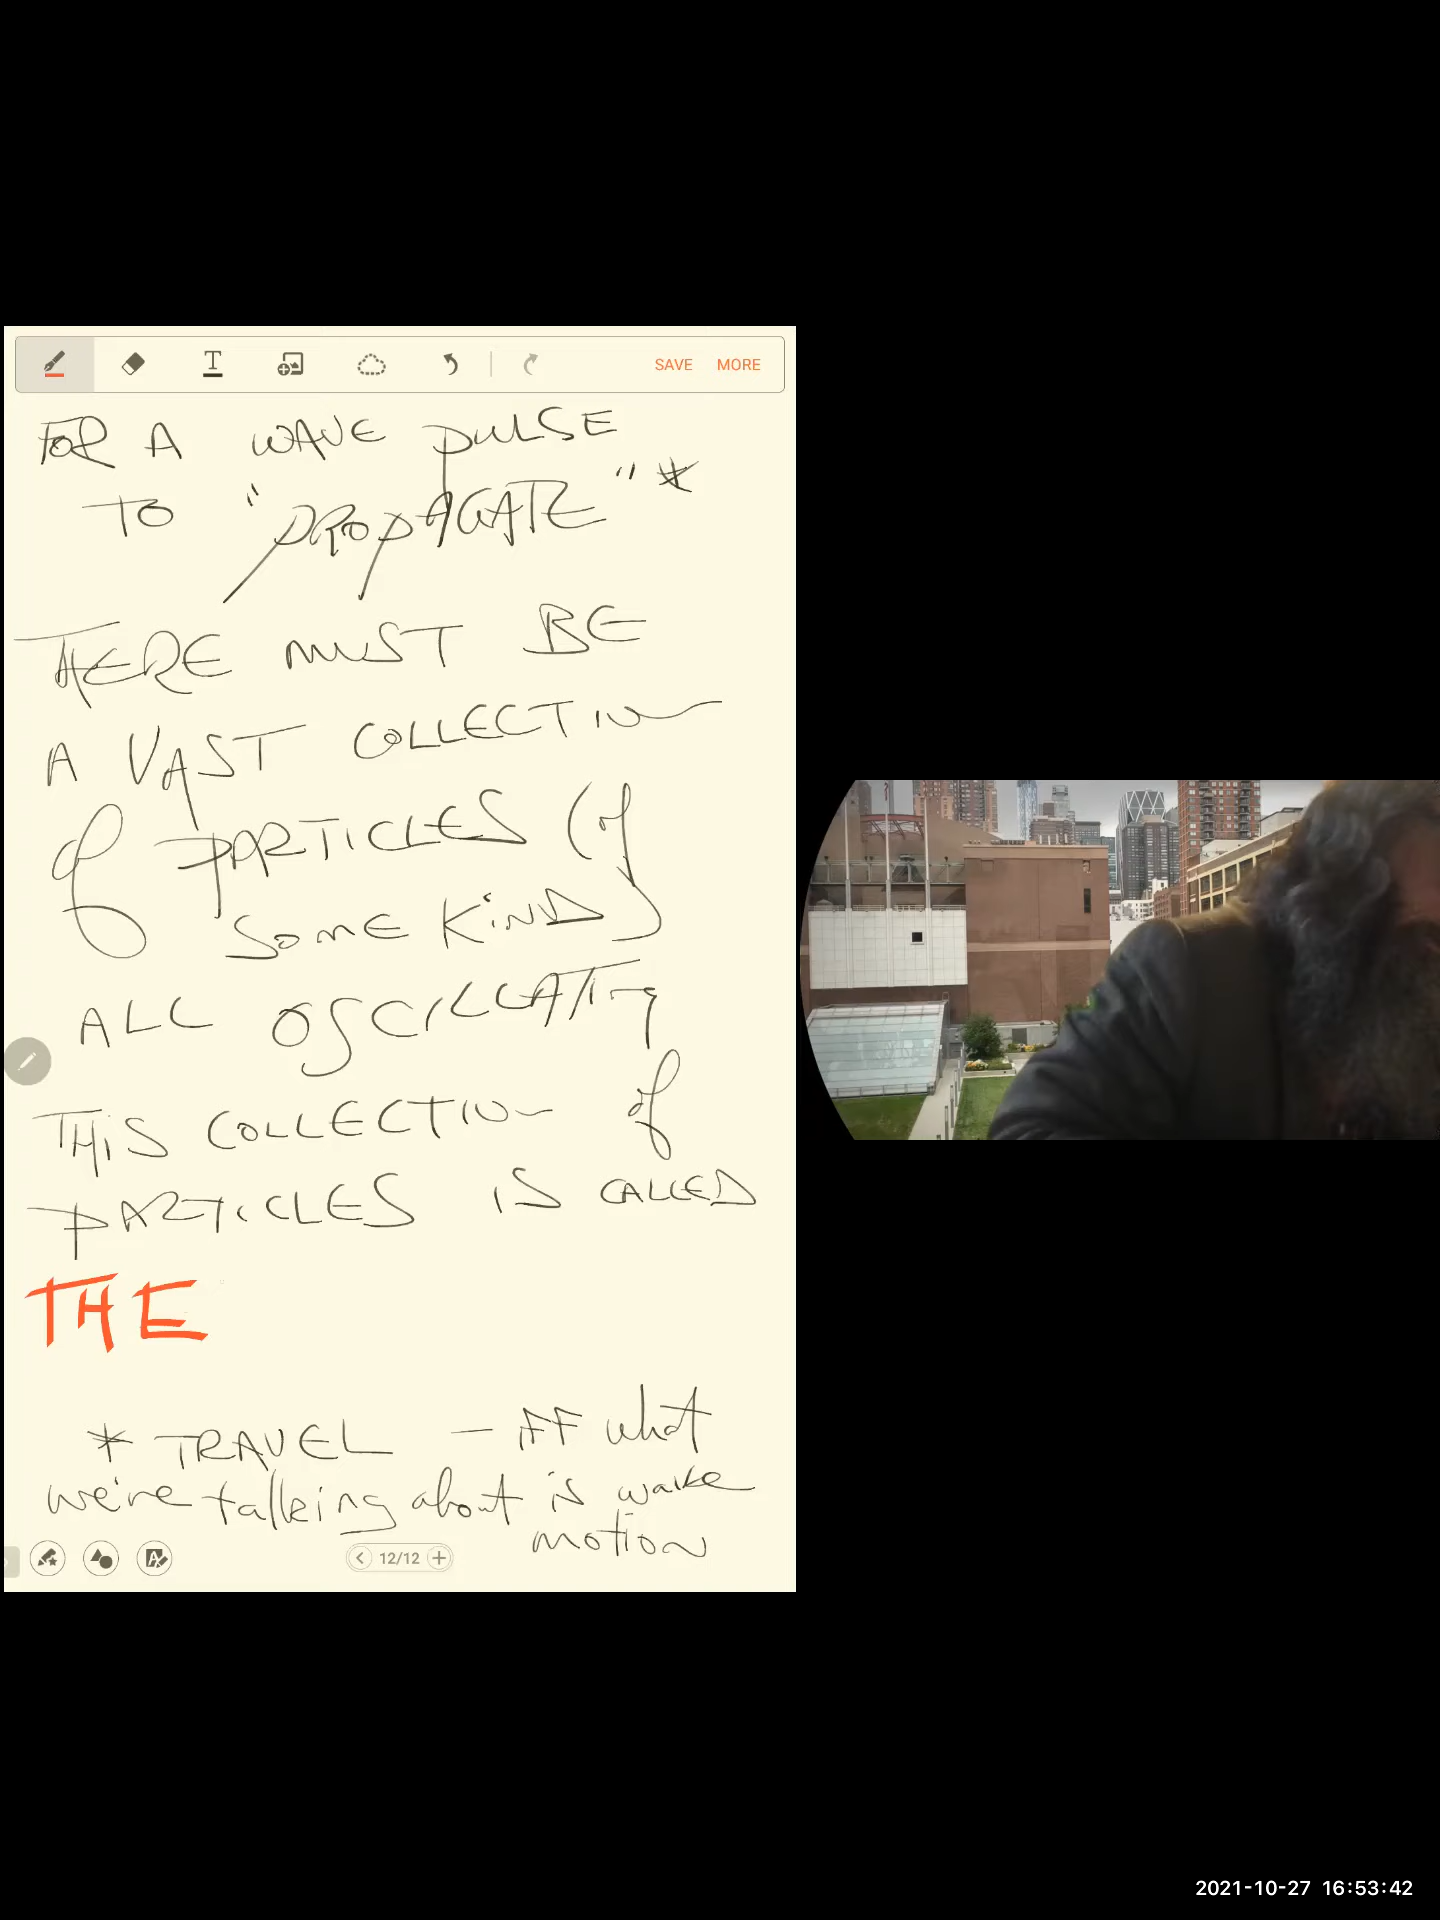 SAVE MORE
FOR A WAVE PULSE
TO "PROPAGATE" *
THERE MUST BE
A VAST COLLECTION
of PARTICLES (of
SOME KIND)
ALL OSCILLATING
THIS COLLECTION of
PARTICLES IS CALLED
THE
* TRAVEL - IFF what
we're talking about is wave
motion
12/12
2021-10-27 16:53:42